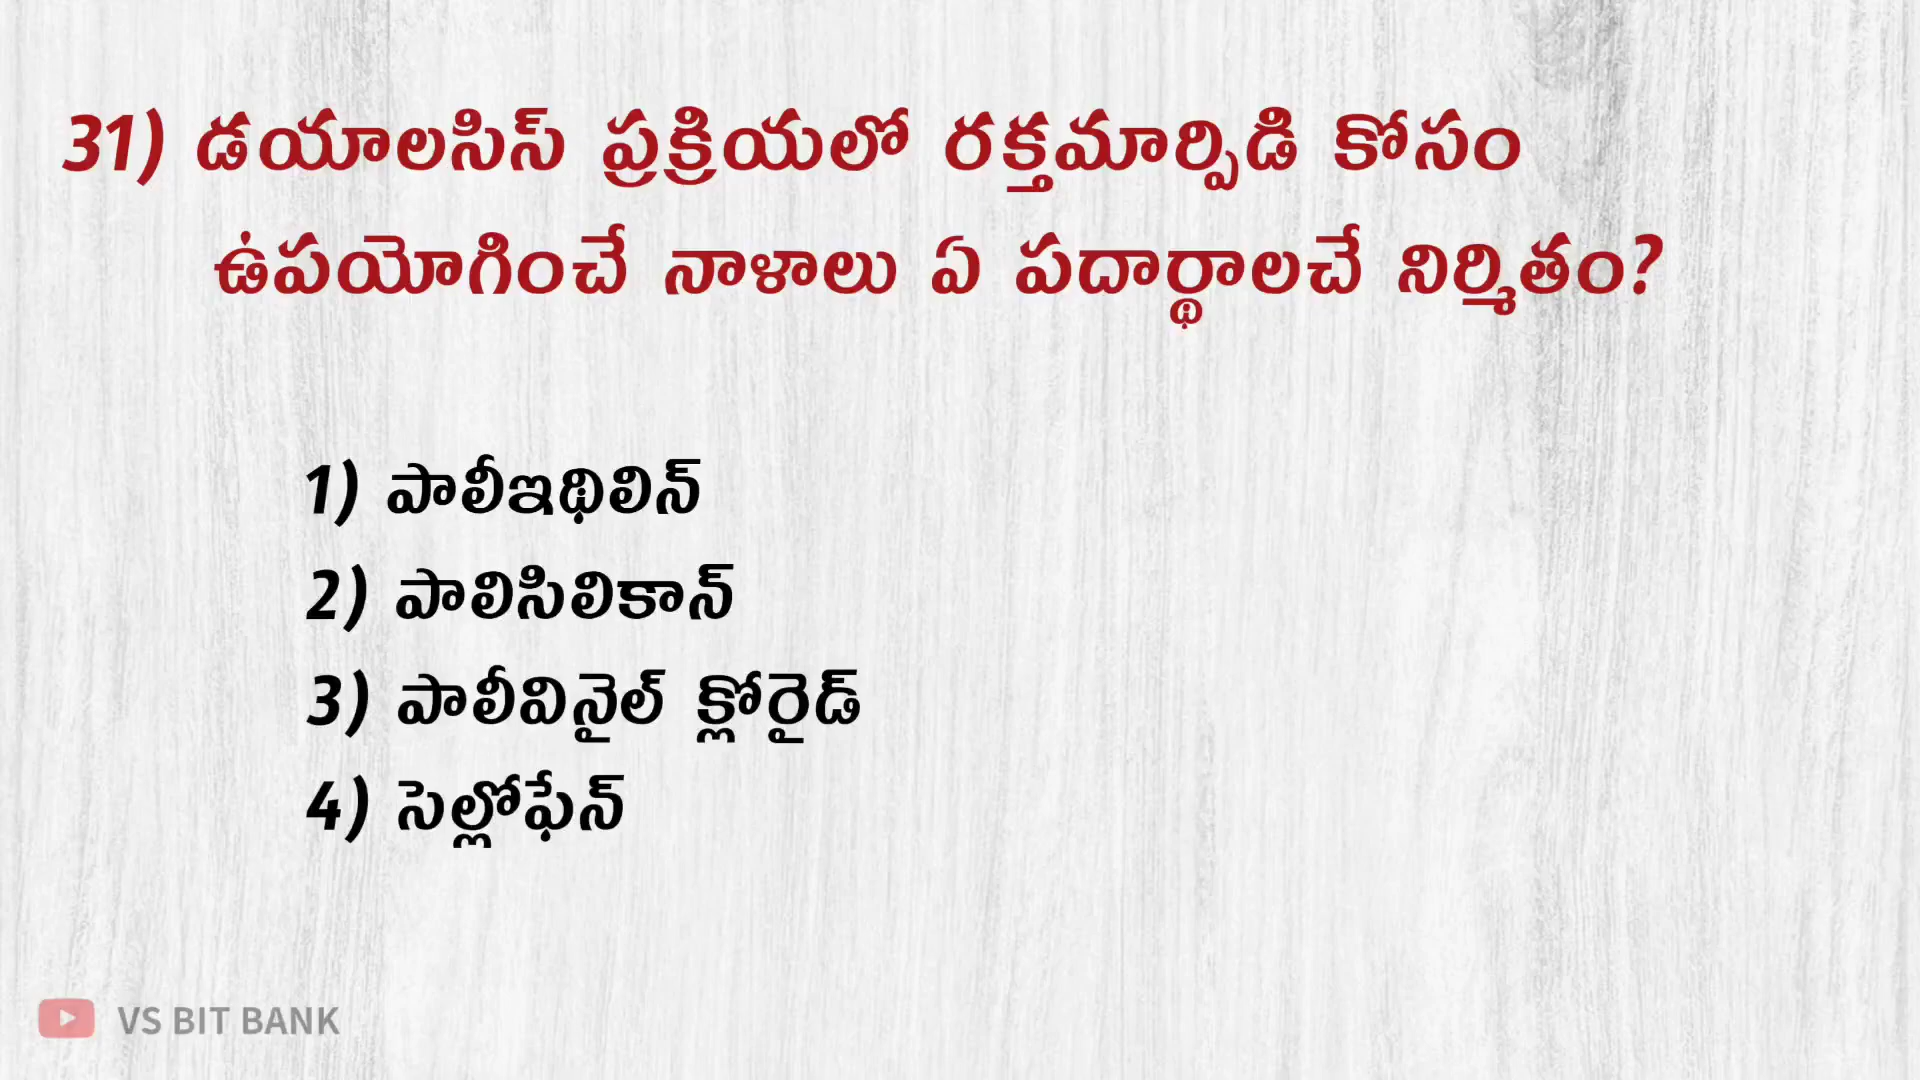 31) డయాలసిస్ ప్రక్రియలో రక్తమార్పిడి కోసం
ఉపయోగించే నాళాలు ఏ పదార్థాలచే నిర్మితం?
1) పాలీఇథిలిన్
2) పాలిసిలికాన్
3) పాలీవినైల్ క్లోరైడ్
4) సెల్లోఫేన్
VS BIT BANK